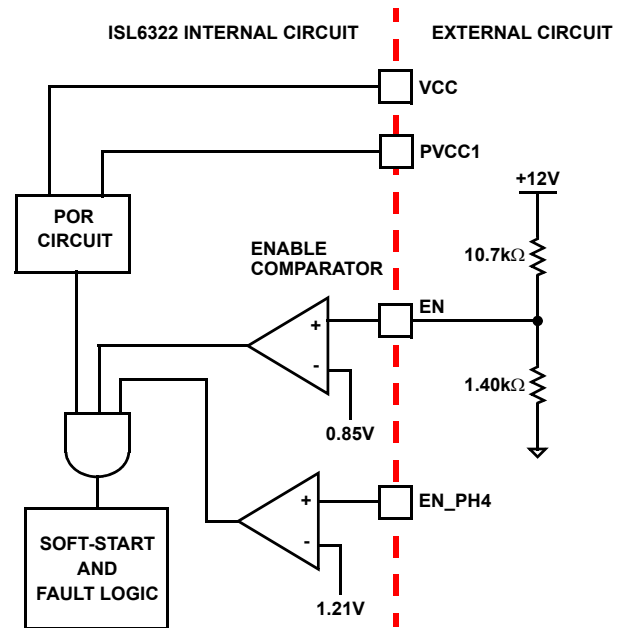 ISL6322 INTERNAL CIRCUIT
EXTERNAL CIRCUIT
VCC
PVCC1
+12V
POR
CIRCUIT
10.7kΩ
ENABLE
COMPARATOR
EN
+
-
1.40kΩ
0.85V
EN_PH4
+
-
SOFT-START
AND
FAULT LOGIC
1.21V